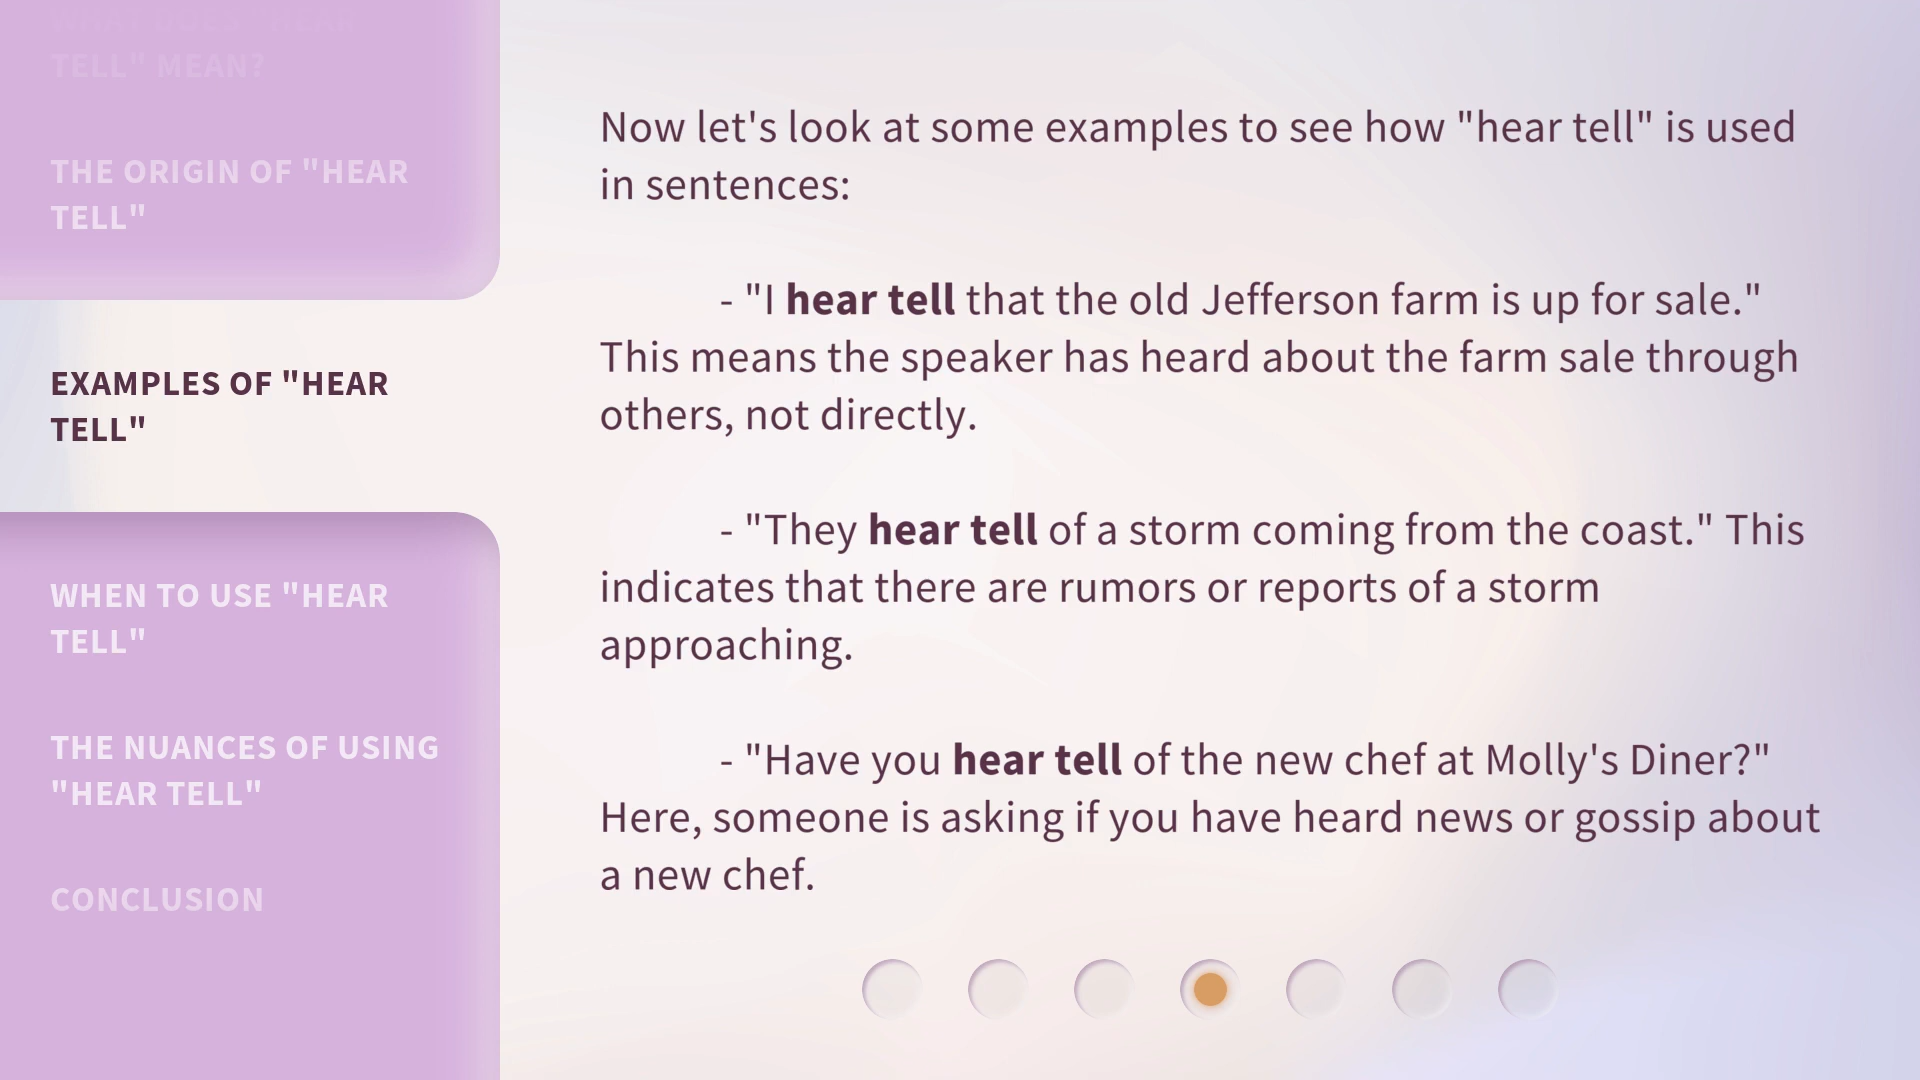 WHAT DOES "HEAR
TELL" MEAN?
THE ORIGIN OF "HEAR
TELL"
EXAMPLES OF "HEAR
TELL"
WHEN TO USE "HEAR
TELL"
THE NUANCES OF USING
"HEAR TELL"
CONCLUSION
Now let's look at some examples to see how "hear tell" is used
in sentences:
- "I hear tell that the old Jefferson farm is up for sale."
This means the speaker has heard about the farm sale through
others, not directly.
- "They hear tell of a storm coming from the coast." This
indicates that there are rumors or reports of a storm
approaching.
- "Have you hear tell of the new chef at Molly's Diner?"
Here, someone is asking if you have heard news or gossip about
a new chef.